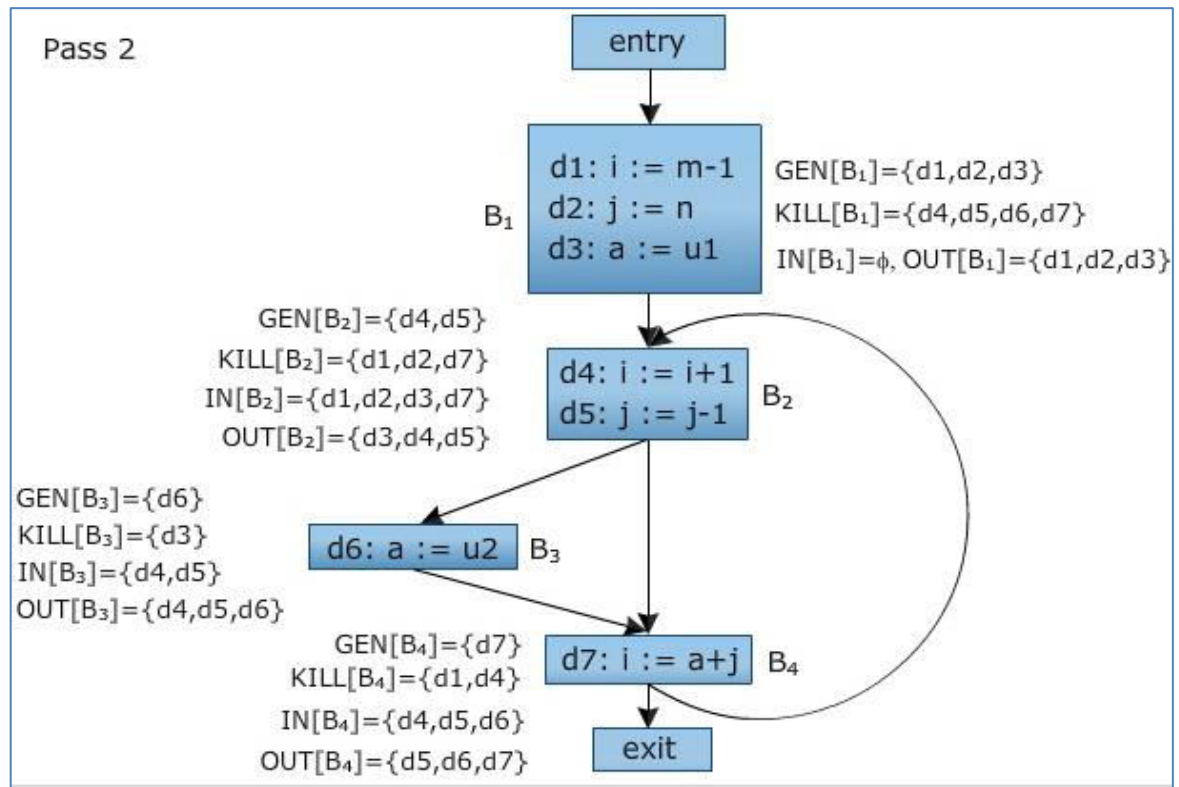 Pass 2
entry
d1: i := m-1
d2: j := n
d3: a := u1
B₁
GEN[B₁]={d1,d2,d3}
KILL[B₁]={d4,d5,d6,d7}
IN[B₁]=ϕ, OUT[B₁]={d1,d2,d3}
GEN[B₂]={d4,d5}
KILL[B₂]={d1,d2,d7}
IN[B₂]={d1,d2,d3,d7}
OUT[B₂]={d3,d4,d5}
d4: i := i+1
d5: j := j-1
B₂
GEN[B₃]={d6}
KILL[B₃]={d3}
IN[B₃]={d4,d5}
OUT[B₃]={d4,d5,d6}
d6: a := u2
B₃
GEN[B₄]={d7}
KILL[B₄]={d1,d4}
IN[B₄]={d4,d5,d6}
OUT[B₄]={d5,d6,d7}
d7: i := a+j
B₄
exit